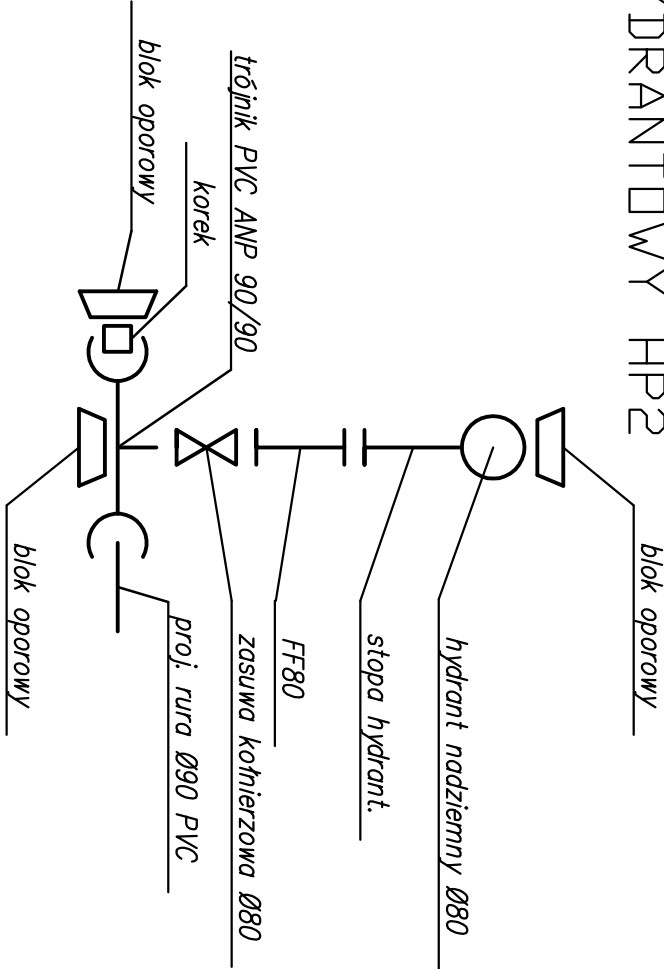 DRANTOWY HP2
blok oporowy
hydrant nadziemny Ø80
stopa hydrant.
FF80
zasuwa kołnierzowa Ø80
trójnik PVC ANP 90/90
korek
proj. rura Ø90 PVC
blok oporowy
blok oporowy